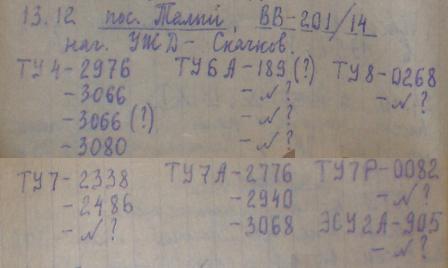 13.12 пос. Талый, ВВ-201/14
нач. УЖД - Скачков.
ТУ4-2976 ТУ6А-189(?) ТУ8-0268
-3066 -№? -№?
-3066(?) -№?
-3080 -№?
ТУ7-2338 ТУ7А-2776 ТУ7Р-0082
-2486 -2940 -№?
-№? -3068 ЭСУ2А-905
-№?